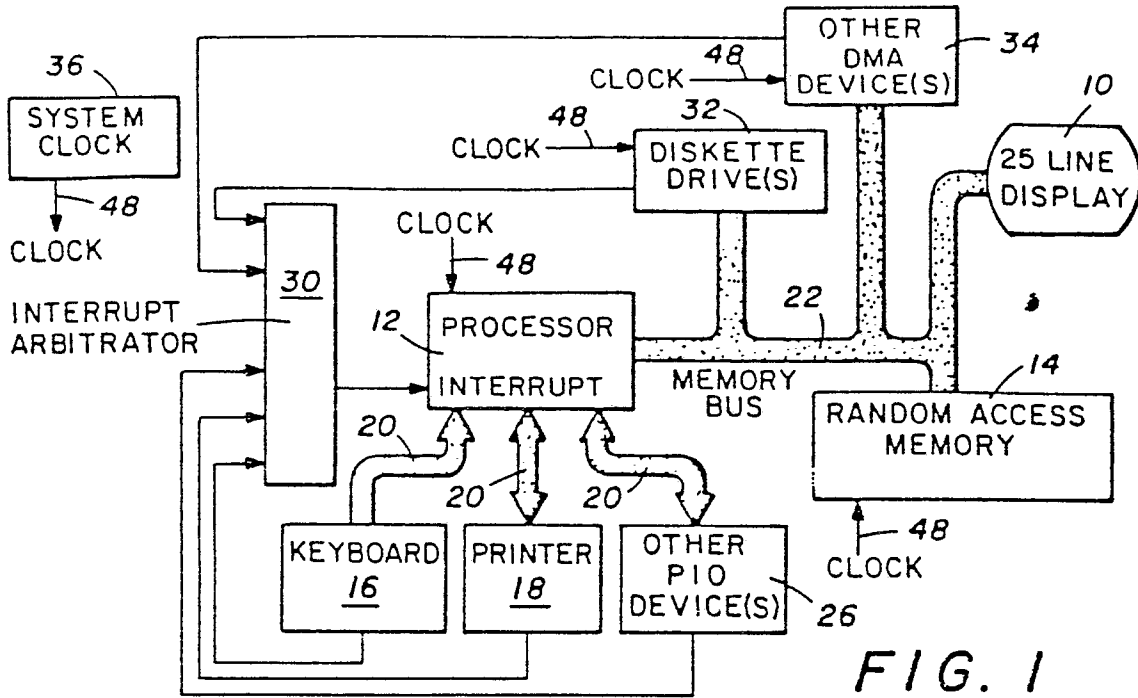 OTHER
DMA
DEVICE(S)
34
48
CLOCK
36
SYSTEM
CLOCK
48
CLOCK
32
48
CLOCK
DISKETTE
DRIVE(S)
10
25 LINE
DISPLAY
CLOCK
48
30
INTERRUPT
ARBITRATOR
12
PROCESSOR
INTERRUPT
22
MEMORY
BUS
14
RANDOM ACCESS
MEMORY
20
20
20
48
CLOCK
KEYBOARD
16
PRINTER
18
OTHER
PIO
DEVICE(S)
26
FIG. 1